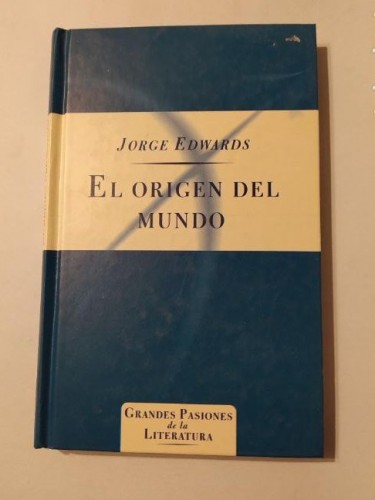 JORGE EDWARDS
EL ORIGEN DEL
MUNDO
GRANDES PASIONES
de la
LITERATURA